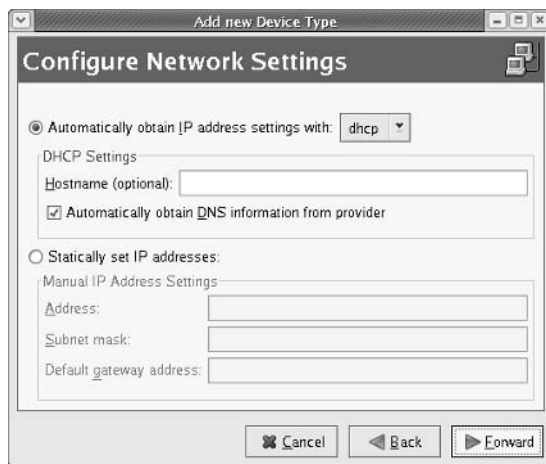 Add new Device Type
Configure Network Settings
Automatically obtain IP address settings with: dhcp
DHCP Settings
Hostname (optional):
Automatically obtain DNS information from provider
Statically set IP addresses:
Manual IP Address Settings
Address:
Subnet mask:
Default gateway address:
Cancel Back Forward